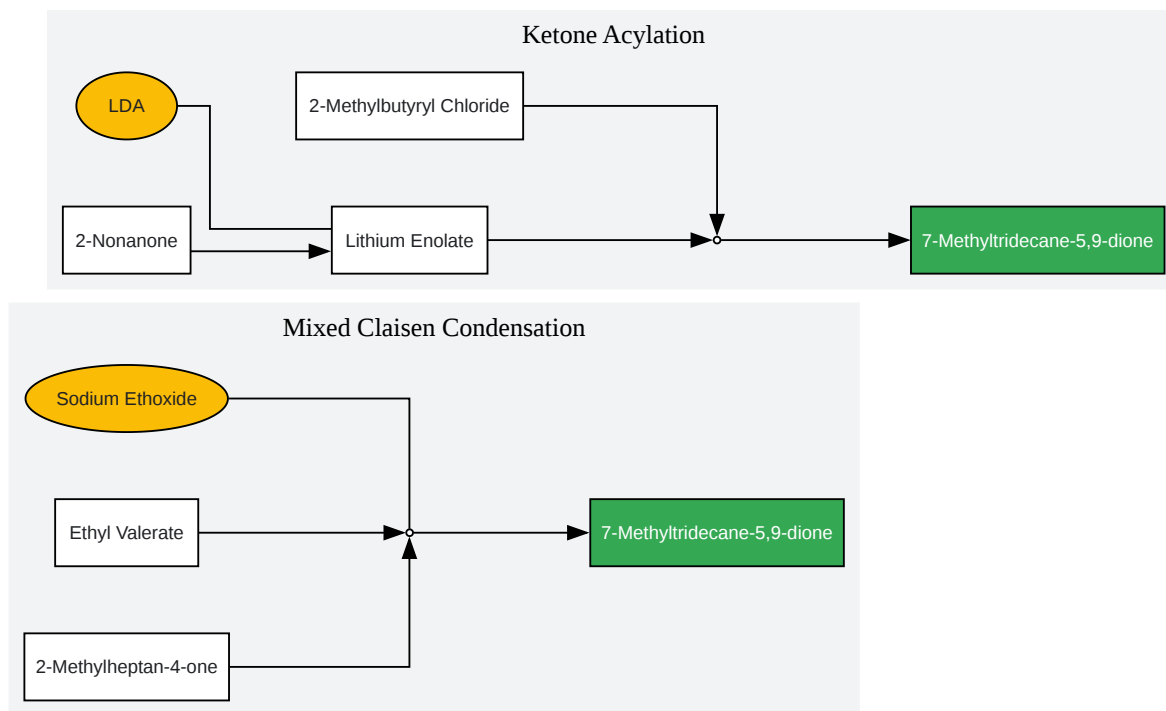 Ketone Acylation
LDA
2-Methylbutyryl Chloride
2-Nonanone
Lithium Enolate
7-Methyltridecane-5,9-dione
Mixed Claisen Condensation
Sodium Ethoxide
Ethyl Valerate
7-Methyltridecane-5,9-dione
2-Methylheptan-4-one